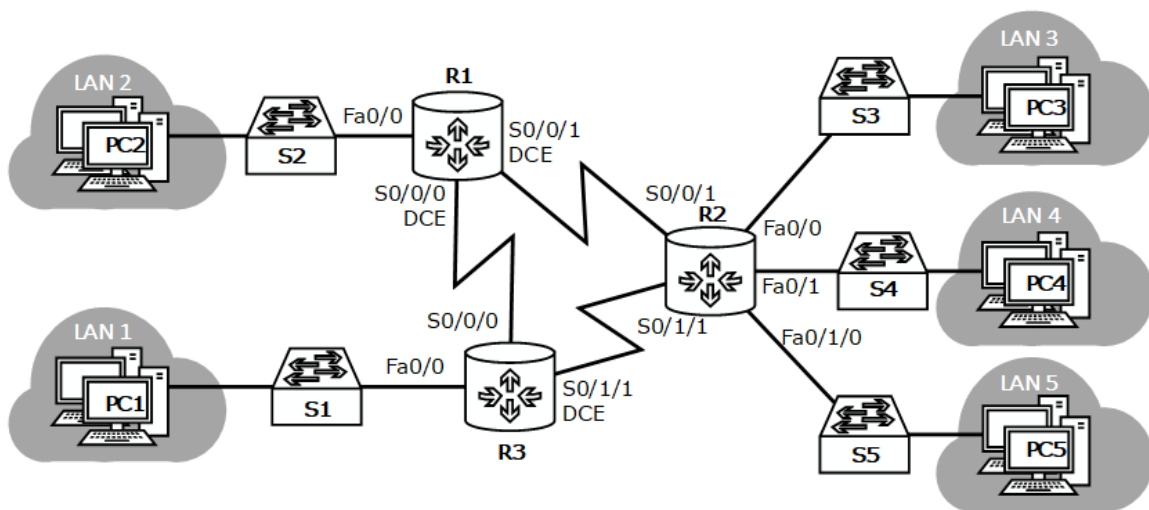 LAN 2
PC2
S2
Fa0/0
R1
S0/0/1
DCE
S0/0/0
DCE
LAN 1
PC1
S1
Fa0/0
S0/0/0
R3
S0/1/1
DCE
S0/0/1
R2
S0/1/1
Fa0/0
Fa0/1
Fa0/1/0
S3
LAN 3
PC3
S4
LAN 4
PC4
S5
LAN 5
PC5